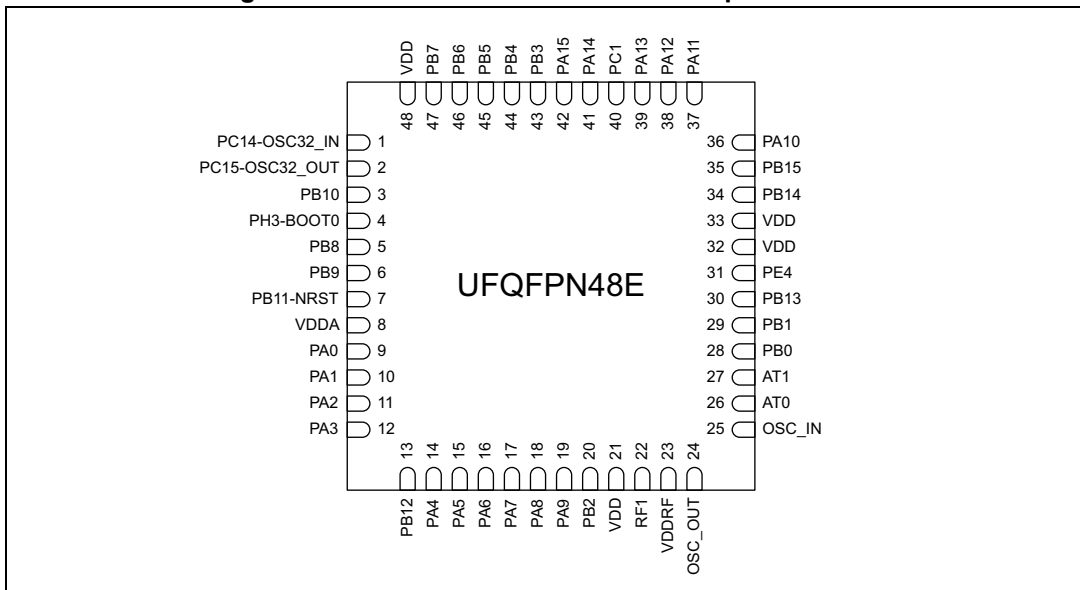 VDD PB7 PB6 PB5 PB4 PB3 PA15 PA14 PC1 PA13 PA12 PA11
48 47 46 45 44 43 42 41 40 39 38 37
PC14-OSC32_IN 1
PC15-OSC32_OUT 2
PB10 3
PH3-BOOT0 4
PB8 5
PB9 6
PB11-NRST 7
VDDA 8
PA0 9
PA1 10
PA2 11
PA3 12
UFQFPN48E
36 PA10
35 PB15
34 PB14
33 VDD
32 VDD
31 PE4
30 PB13
29 PB1
28 PB0
27 AT1
26 AT0
25 OSC_IN
13 14 15 16 17 18 19 20 21 22 23 24
PB12 PA4 PA5 PA6 PA7 PA8 PA9 PB2 VDD RF1 VDDRF OSC_OUT